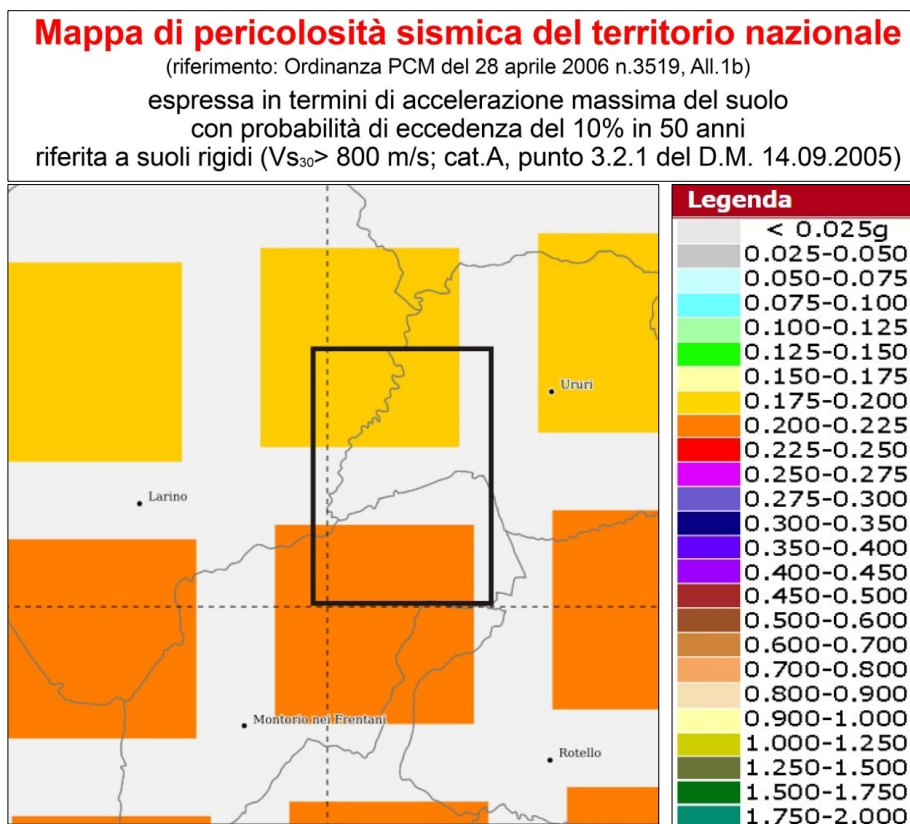 Mappa di pericolosità sismica del territorio nazionale
(riferimento: Ordinanza PCM del 28 aprile 2006 n.3519, All.1b)
espressa in termini di accelerazione massima del suolo
con probabilità di eccedenza del 10% in 50 anni
riferita a suoli rigidi (Vs₃₀> 800 m/s; cat.A, punto 3.2.1 del D.M. 14.09.2005)
Ururi
Larino
Montorio nei Frentani
Rotello
Legenda
< 0.025g
0.025-0.050
0.050-0.075
0.075-0.100
0.100-0.125
0.125-0.150
0.150-0.175
0.175-0.200
0.200-0.225
0.225-0.250
0.250-0.275
0.275-0.300
0.300-0.350
0.350-0.400
0.400-0.450
0.450-0.500
0.500-0.600
0.600-0.700
0.700-0.800
0.800-0.900
0.900-1.000
1.000-1.250
1.250-1.500
1.500-1.750
1.750-2.000